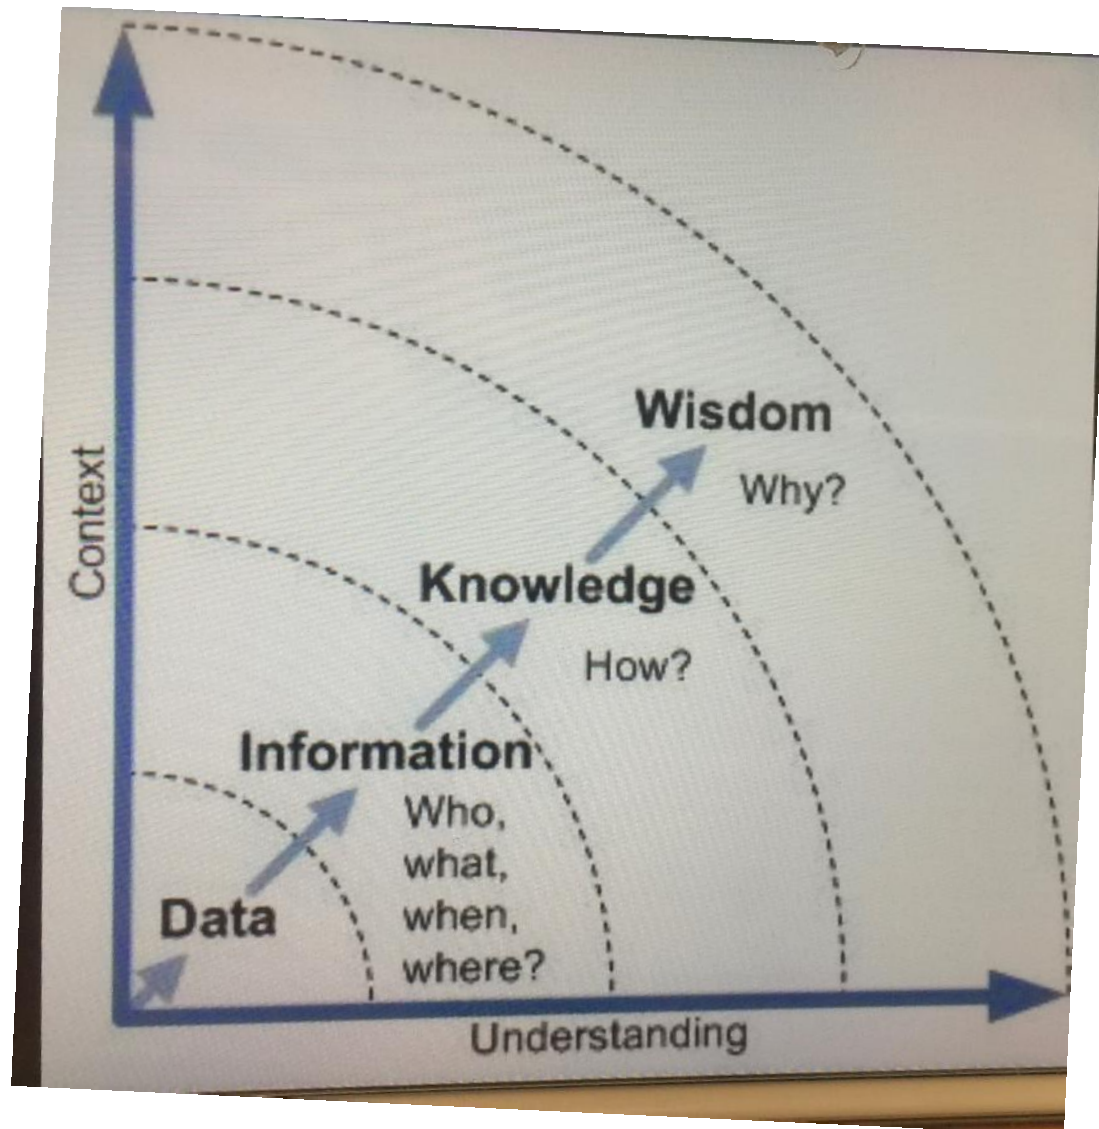 Wisdom
Why?
Context
Knowledge
How?
Information
Who,
what,
when,
where?
Data
Understanding